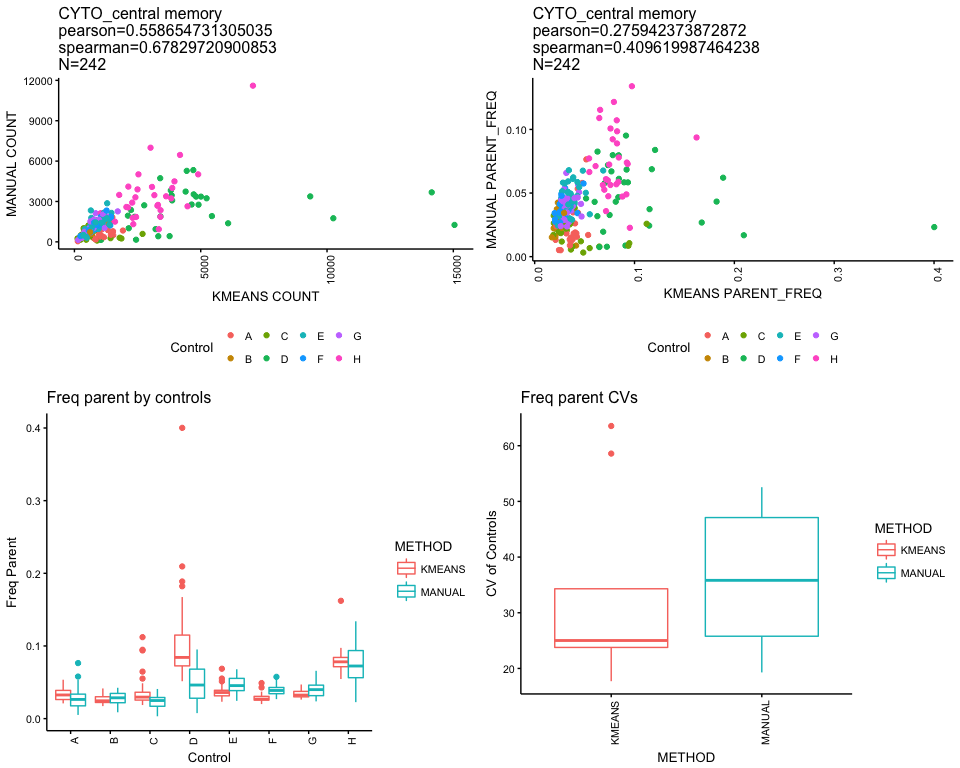 CYTO_central memory
pearson=0.558654731305035
spearman=0.67829720900853
N=242
12000
9000
6000
3000
0
MANUAL COUNT
0
5000
10000
15000
KMEANS COUNT
Control
A C E G
B D F H
CYTO_central memory
pearson=0.275942373872872
spearman=0.409619987464238
N=242
0.10
0.05
0.00
MANUAL PARENT_FREQ
0.0
0.1
0.2
0.3
0.4
KMEANS PARENT_FREQ
Control
A C E G
B D F H
Freq parent by controls
0.4
0.3
0.2
0.1
0.0
Freq Parent
A B C D E F G H
Control
METHOD
KMEANS
MANUAL
Freq parent CVs
60
50
40
30
20
CV of Controls
KMEANS
MANUAL
METHOD
METHOD
KMEANS
MANUAL